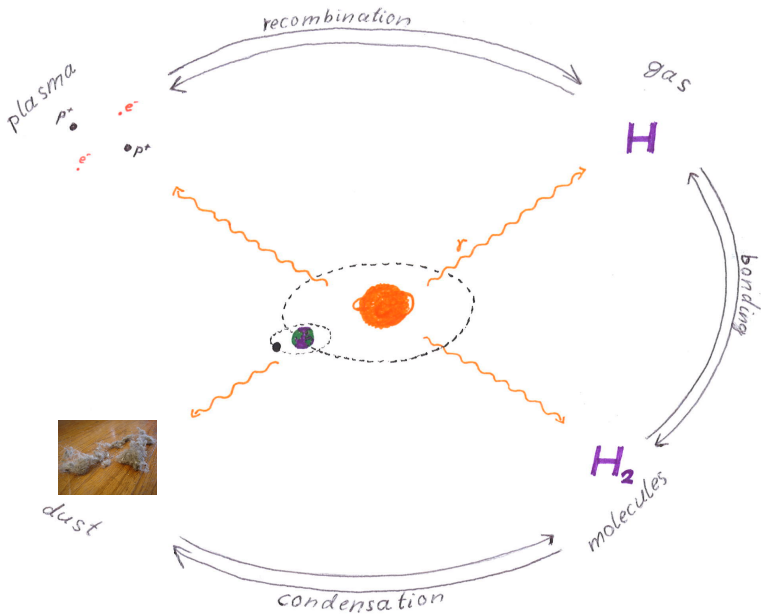 recombination
plasma
gas
p+
e-
e-
p+
H
γ
bonding
H2
dust
molecules
condensation